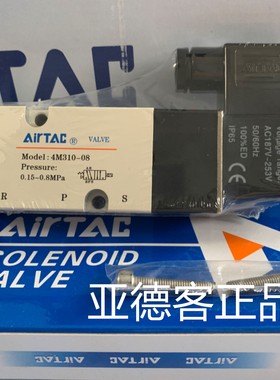 AirTAC
AirTAC ® VALVE
Model: 4M310-08
Pressure:
0.15-0.8MPa
R P S
AC187V-253V
50/60Hz
100%ED
IP65
AirTAC
SOLENOID
VALVE
亚德客正品
AirTAC